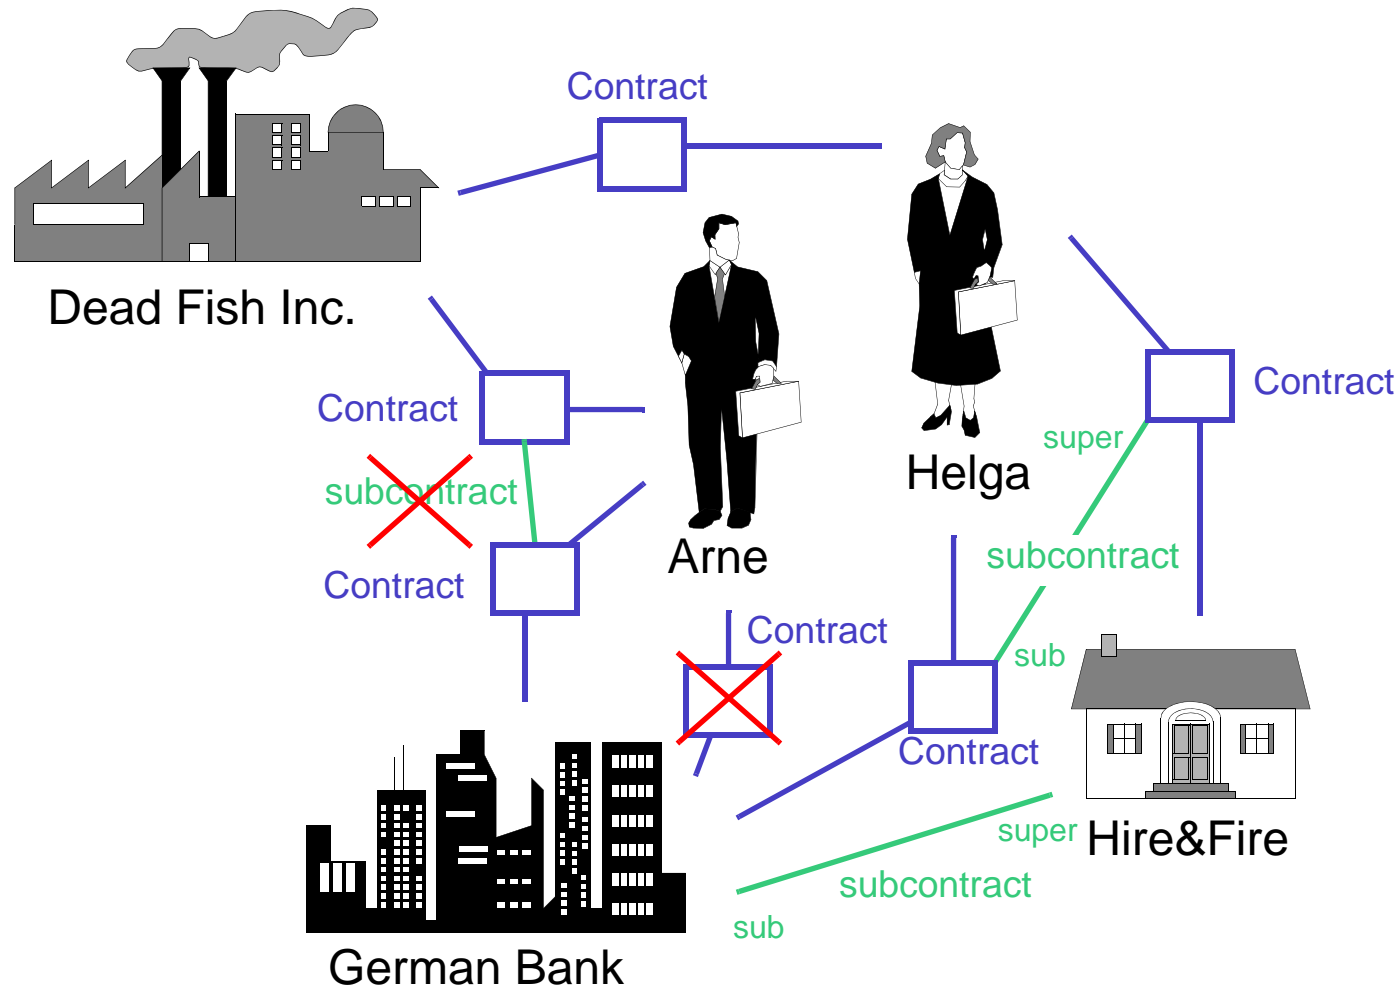 Contract
Dead Fish Inc.
Contract
Contract
super
Helga
subcontract
Arne
subcontract
Contract
Contract
sub
Contract
super
Hire&Fire
subcontract
sub
German Bank